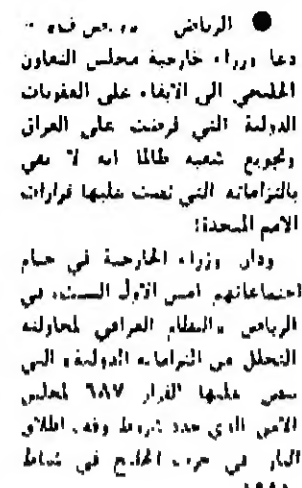 ● الرياض
دعا وزراء خارجية مجلس التعاون
الخليجي الى الابقاء على العقوبات
الدولية التي فرضت على العراق
وتجويع شعبه طالما انه لا يفي
بالتزاماته التي نصت عليها قرارات
الامم المتحدة!
ودان وزراء الخارجية في ختام
اجتماعاتهم امس الاول السبت، في
الرياض «النظام العراقي لمحاولته
التحلل من التزاماته الدولية» التي
ينص عليها القرار ٦٨٧ لمجلس
الامن الذي حدد شروط وقف اطلاق
النار في حرب الخليج في شباط